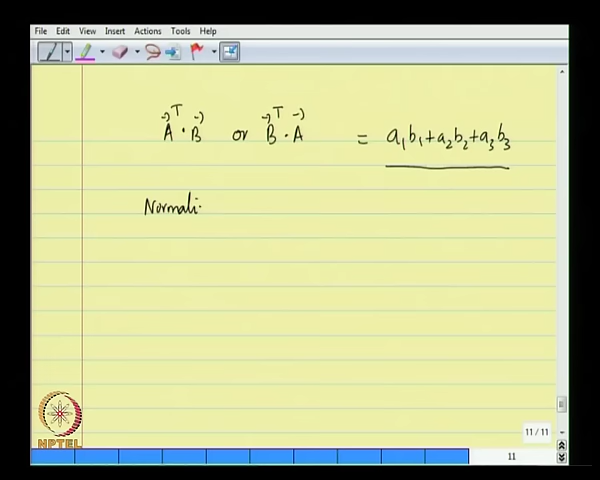 File Edit View Insert Actions Tools Help
A⃗ᵀ · B⃗ or B⃗ᵀ · A⃗ = a₁b₁+a₂b₂+a₃b₃
Normali
NPTEL
11 / 11
11